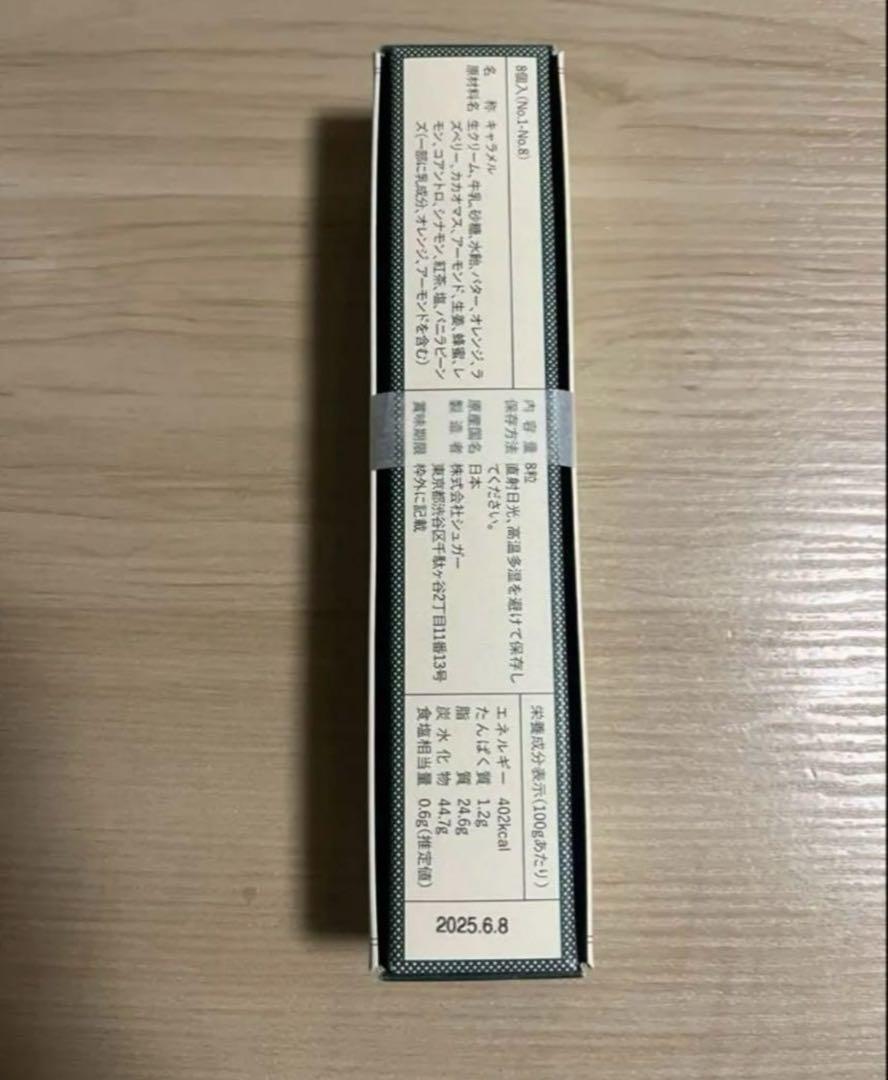 8個入(No.1-No.8)
名 称 キャラメル
原材料名 生クリーム、牛乳、砂糖、水飴、バター、オレンジ、ラ
ズベリー、カカオマス、アーモンド、生姜、蜂蜜、レ
モン、コアントロ、シナモン、紅茶、塩、バニラビーン
ズ(一部に乳成分、オレンジ、アーモンドを含む)
内容量 8粒
保存方法 直射日光、高温多湿を避けて保存し
てください。
原産国名 日本
製造者 株式会社シュガー
東京都渋谷区千駄ヶ谷2丁目11番13号
賞味期限 枠外に記載
栄養成分表示(100gあたり)
エネルギー 402kcal
たんぱく質 1.2g
脂質 24.6g
炭水化物 44.7g
食塩相当量 0.6g(推定値)
2025.6.8